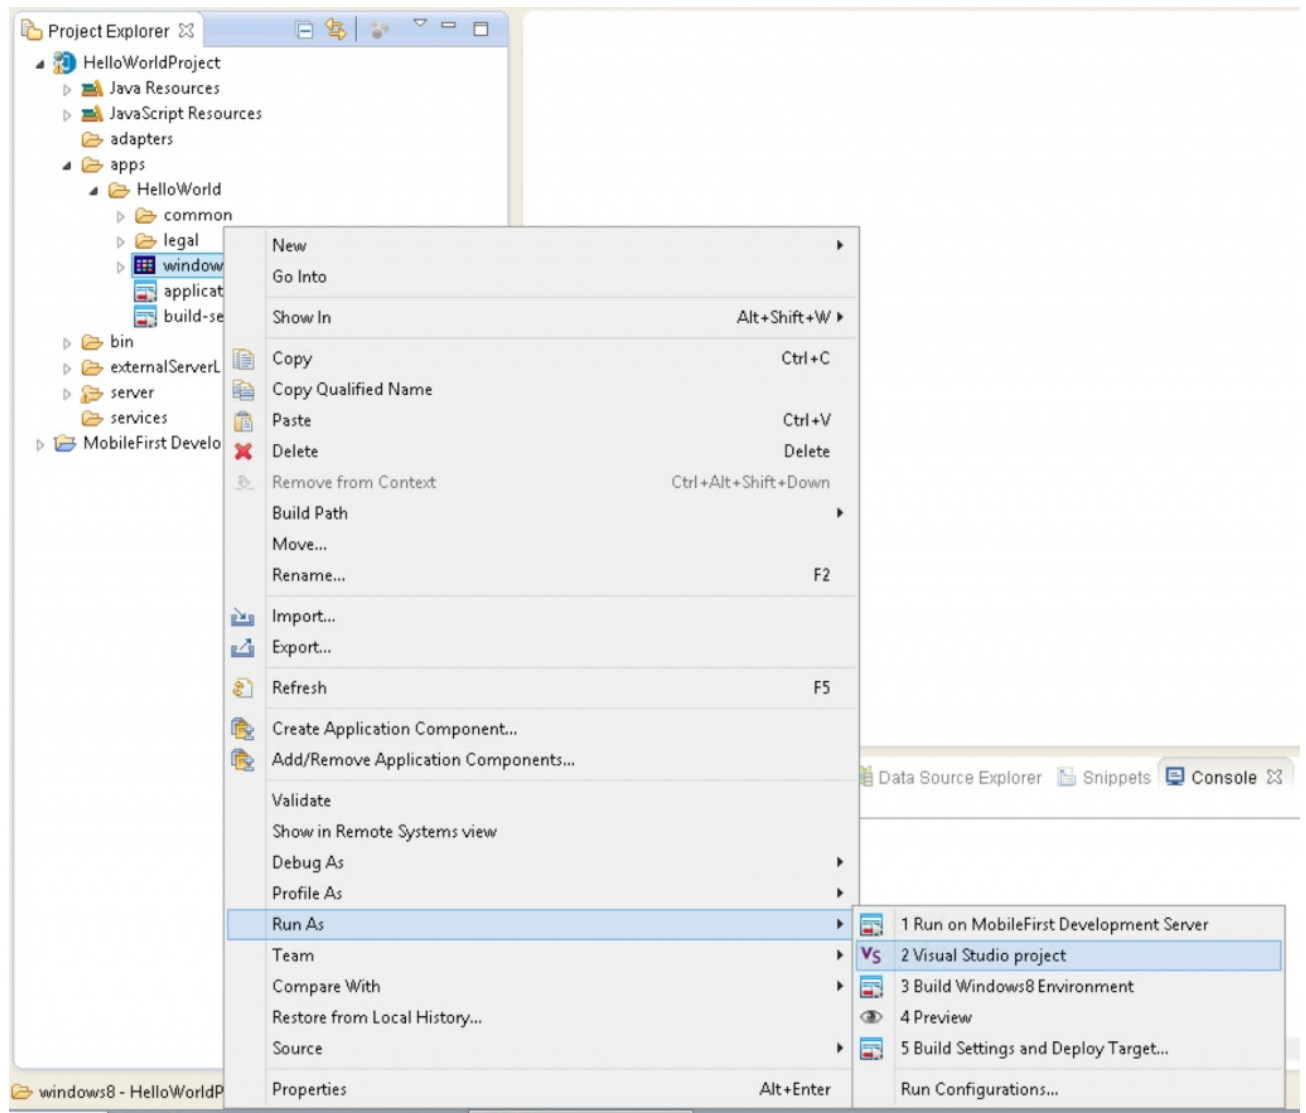 Project Explorer
HelloWorldProject
Java Resources
JavaScript Resources
adapters
apps
HelloWorld
common
legal
window
applicat
build-se
bin
externalServerL
server
services
MobileFirst Develo
New
Go Into
Show In Alt+Shift+W
Copy Ctrl+C
Copy Qualified Name
Paste Ctrl+V
Delete Delete
Remove from Context Ctrl+Alt+Shift+Down
Build Path
Move...
Rename... F2
Import...
Export...
Refresh F5
Create Application Component...
Add/Remove Application Components...
Validate
Show in Remote Systems view
Debug As
Profile As
Run As
Team
Compare With
Restore from Local History...
Source
Properties Alt+Enter
Data Source Explorer Snippets Console
1 Run on MobileFirst Development Server
VS 2 Visual Studio project
3 Build Windows8 Environment
4 Preview
5 Build Settings and Deploy Target...
Run Configurations...
windows8 - HelloWorldP